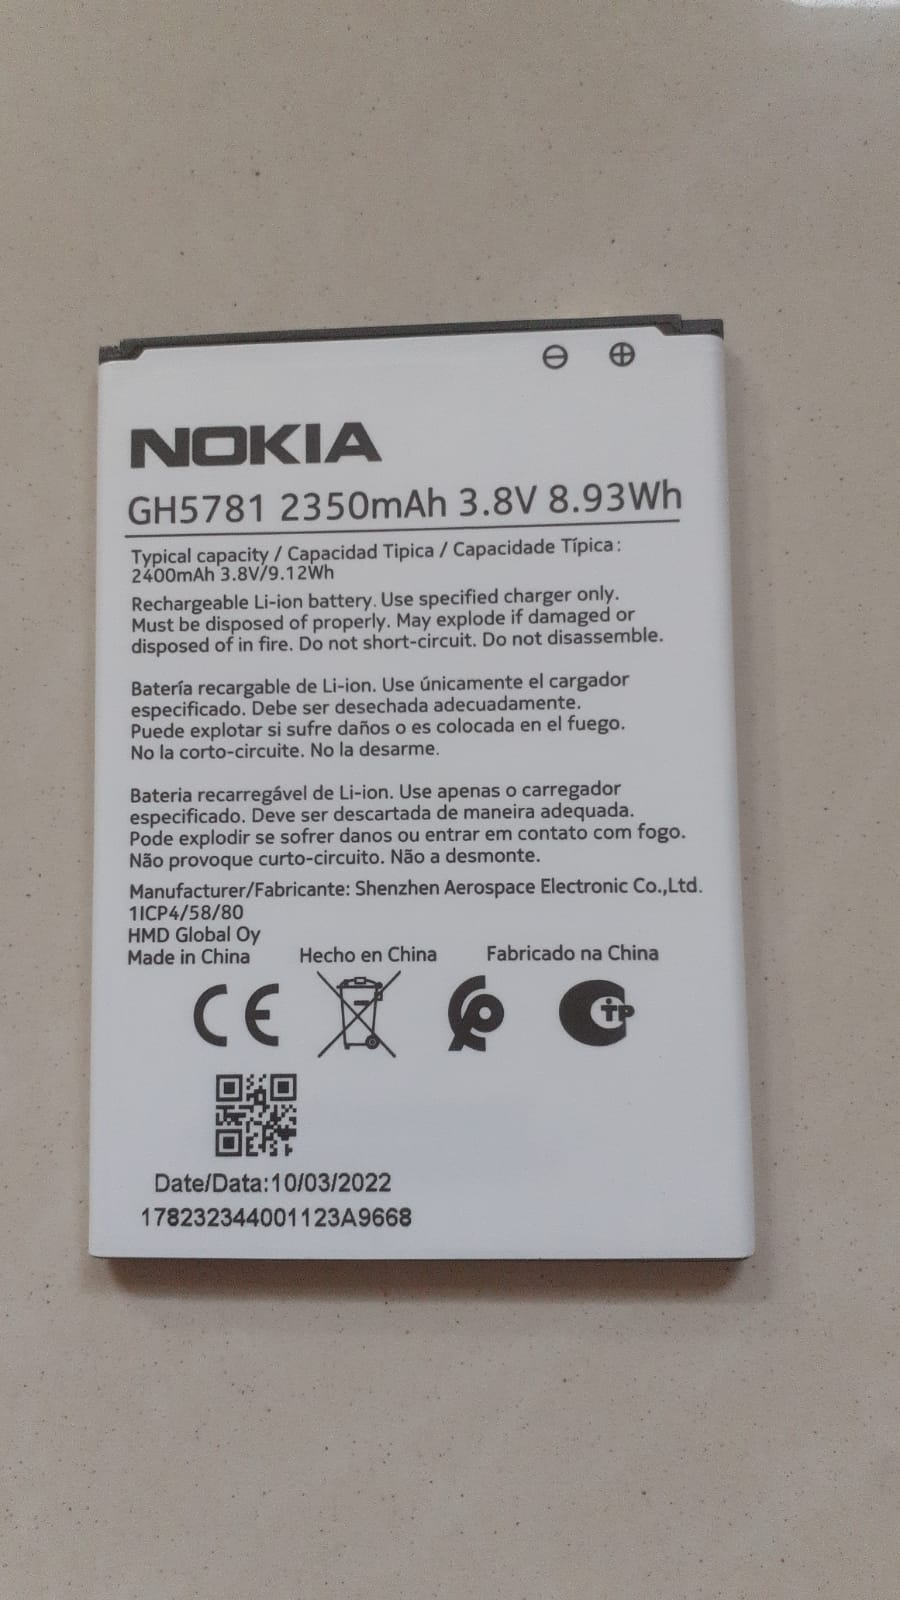 NOKIA
GH5781 2350mAh 3.8V 8.93Wh
Typical capacity / Capacidad Tipica / Capacidade Típica:
2400mAh 3.8V/9.12Wh
Rechargeable Li-ion battery. Use specified charger only.
Must be disposed of properly. May explode if damaged or
disposed of in fire. Do not short-circuit. Do not disassemble.
Batería recargable de Li-ion. Use únicamente el cargador
especificado. Debe ser desechada adecuadamente.
Puede explotar si sufre daños o es colocada en el fuego.
No la corto-circuite. No la desarme.
Bateria recarregável de Li-ion. Use apenas o carregador
especificado. Deve ser descartada de maneira adequada.
Pode explodir se sofrer danos ou entrar em contato com fogo.
Não provoque curto-circuito. Não a desmonte.
Manufacturer/Fabricante: Shenzhen Aerospace Electronic Co.,Ltd.
1ICP4/58/80
HMD Global Oy
Made in China Hecho en China Fabricado na China
CE
Date/Data:10/03/2022
178232344001123A9668